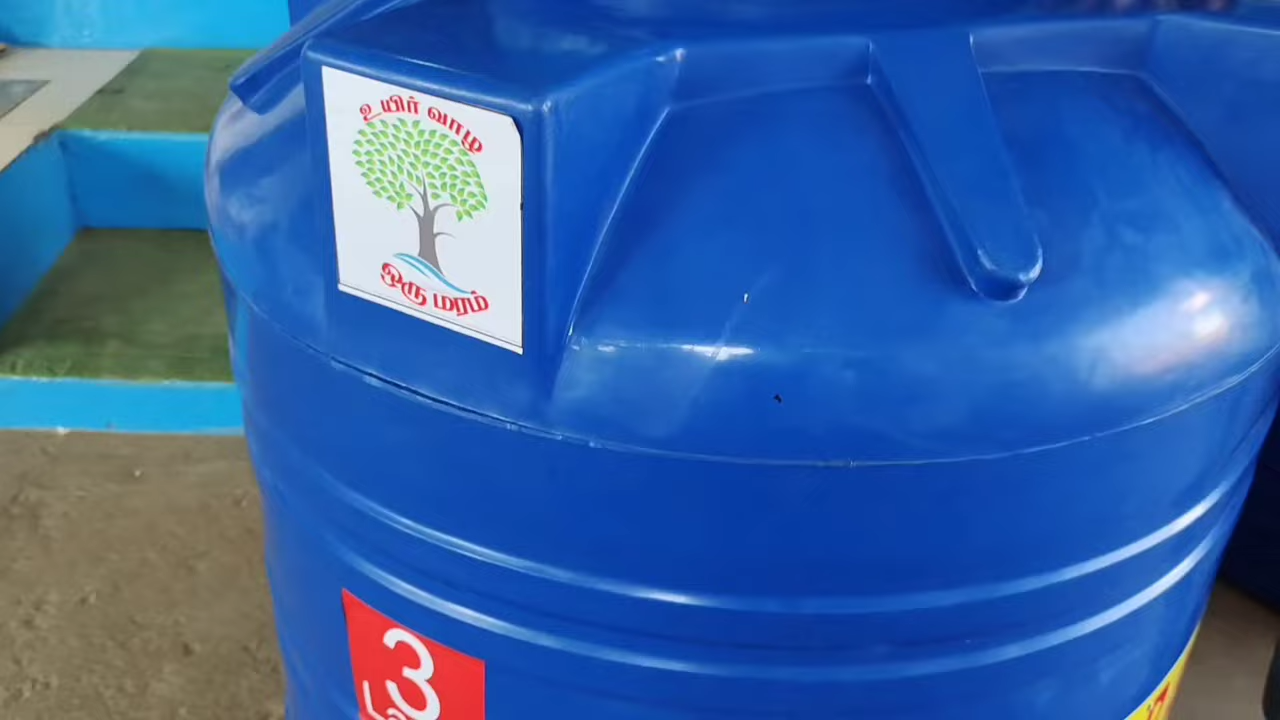 உயிர் வாழ
ஒரு மரம்
3